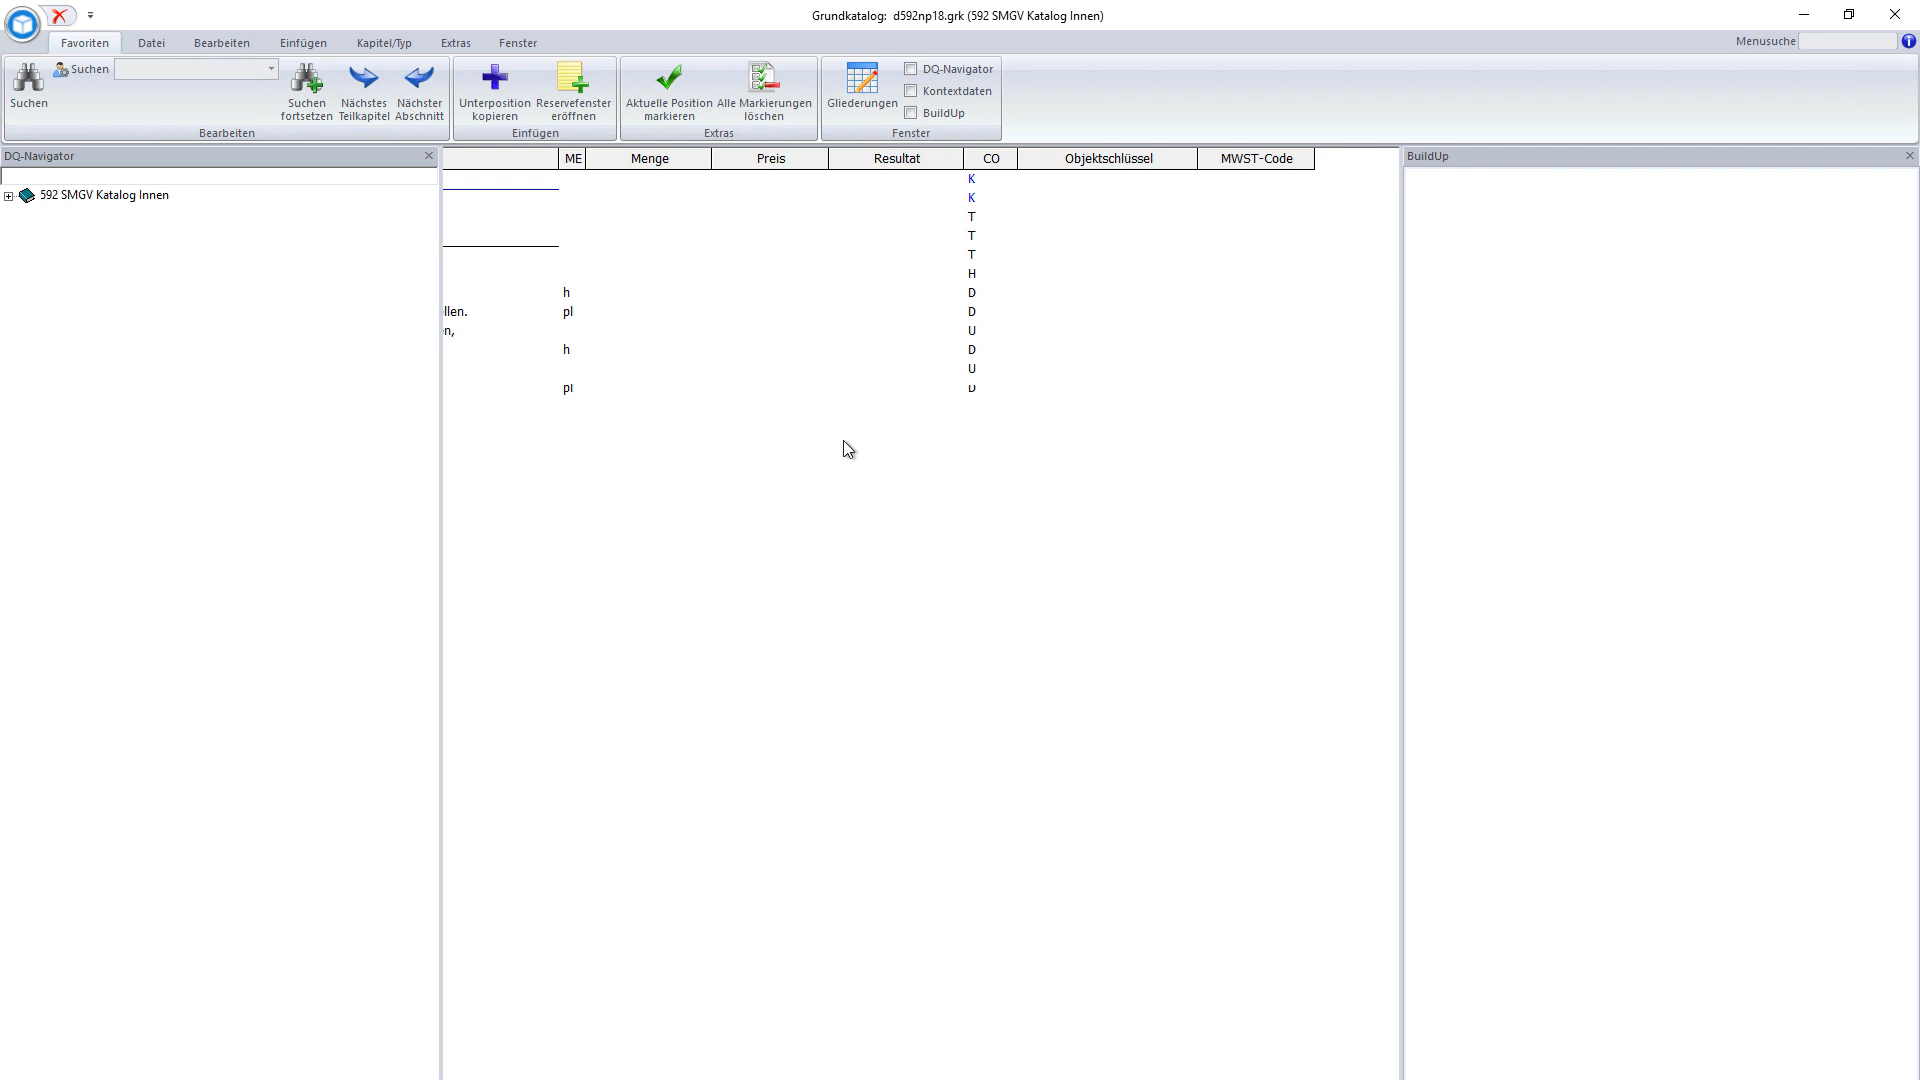 Grundkatalog: d592np18.grk (592 SMGV Katalog Innen)
Favoriten Datei Bearbeiten Einfügen Kapitel/Typ Extras Fenster Menusuche
Suchen
Suchen
Suchen fortsetzen
Nächstes Teilkapitel
Nächster Abschnitt
Bearbeiten
Unterposition kopieren
Reservefenster eröffnen
Einfügen
Aktuelle Position markieren
Alle Markierungen löschen
Extras
Gliederungen
DQ-Navigator
Kontextdaten
BuildUp
Fenster
DQ-Navigator
592 SMGV Katalog Innen
ME Menge Preis Resultat CO Objektschlüssel MWST-Code
K
K
T
T
T
H
h D
llen. pl D
n, U
h D
U
pl D
BuildUp